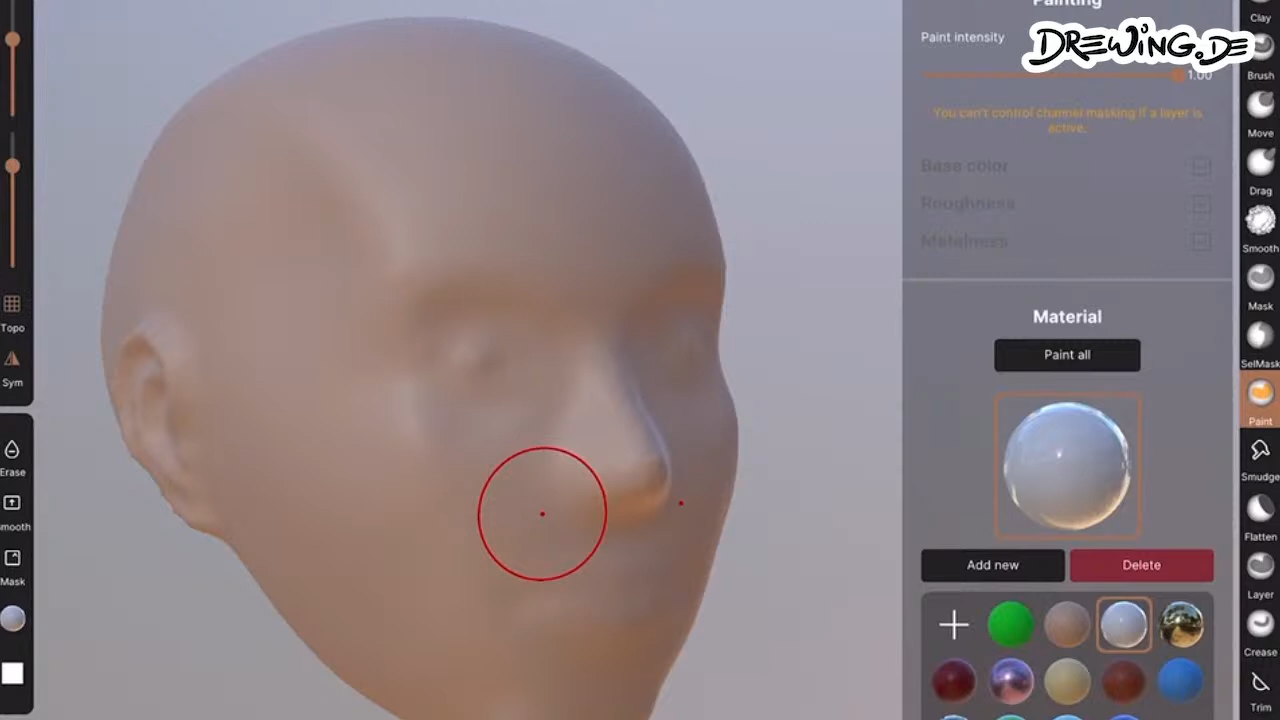 Painting
DREWING.DE
Paint intensity
1.00
You can't control channel masking if a layer is
active.
Base color
Roughness
Metalness
Material
Paint all
Add new
Delete
Topo
Sym
Erase
mooth
Mask
Clay
Brush
Move
Drag
Smooth
Mask
SelMask
Paint
Smudge
Flatten
Layer
Crease
Trim